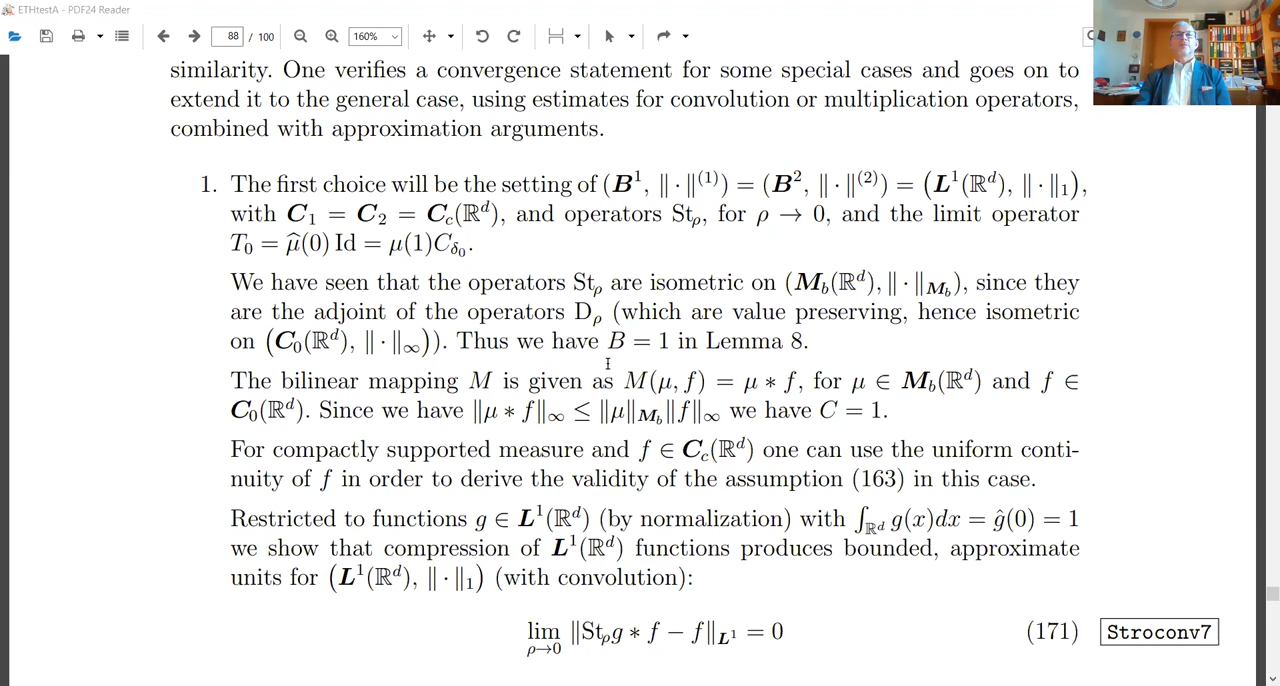 ETHtestA - PDF24 Reader
88 / 100
160%
similarity. One verifies a convergence statement for some special cases and goes on to
extend it to the general case, using estimates for convolution or multiplication operators,
combined with approximation arguments.
1. The first choice will be the setting of (B¹, ‖·‖⁽¹⁾) = (B², ‖·‖⁽²⁾) = (L¹(ℝᵈ), ‖·‖₁),
with C₁ = C₂ = C_c(ℝᵈ), and operators St_ρ, for ρ → 0, and the limit operator
T₀ = μ̂(0) Id = μ(1)C_{δ₀}.
We have seen that the operators St_ρ are isometric on (M_b(ℝᵈ), ‖·‖_{M_b}), since they
are the adjoint of the operators D_ρ (which are value preserving, hence isometric
on (C₀(ℝᵈ), ‖·‖_∞)). Thus we have B = 1 in Lemma 8.
The bilinear mapping M is given as M(μ, f) = μ * f, for μ ∈ M_b(ℝᵈ) and f ∈
C₀(ℝᵈ). Since we have ‖μ * f‖_∞ ≤ ‖μ‖_{M_b}‖f‖_∞ we have C = 1.
For compactly supported measure and f ∈ C_c(ℝᵈ) one can use the uniform conti-
nuity of f in order to derive the validity of the assumption (163) in this case.
Restricted to functions g ∈ L¹(ℝᵈ) (by normalization) with ∫_{ℝᵈ} g(x)dx = ĝ(0) = 1
we show that compression of L¹(ℝᵈ) functions produces bounded, approximate
units for (L¹(ℝᵈ), ‖·‖₁) (with convolution):
lim_{ρ→0} ‖St_ρ g * f − f‖_{L¹} = 0 (171) Stroconv7